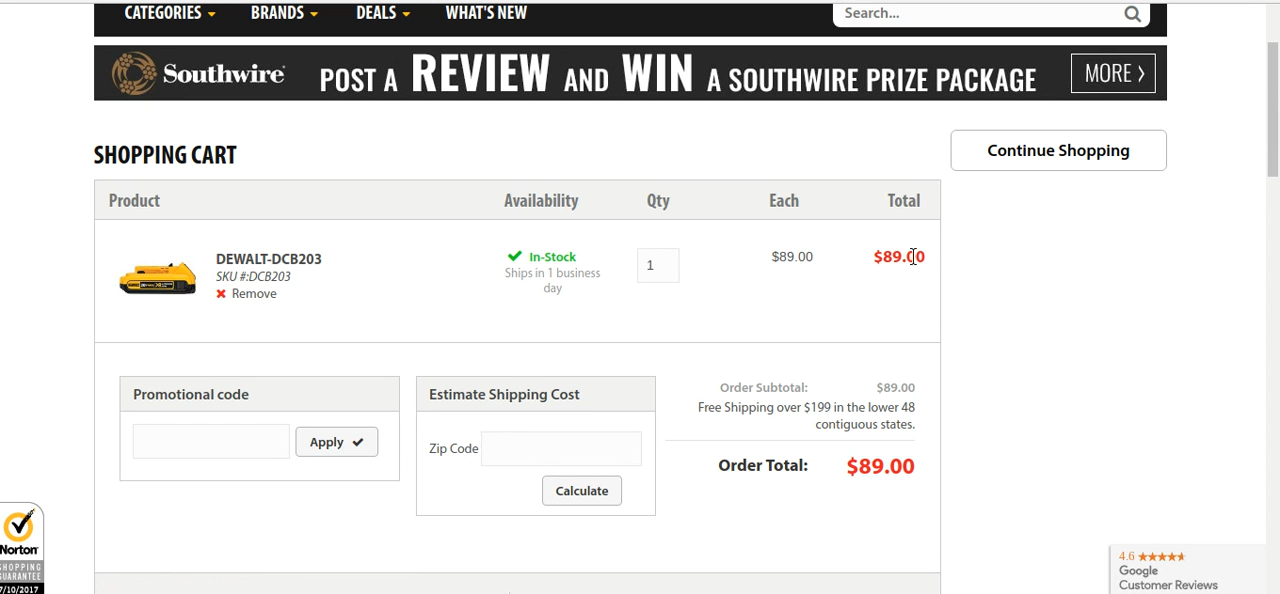 CATEGORIES BRANDS DEALS WHAT'S NEW Search...
Southwire® POST A REVIEW AND WIN A SOUTHWIRE PRIZE PACKAGE MORE >
SHOPPING CART
Continue Shopping
Product Availability Qty Each Total
DEWALT-DCB203
SKU #:DCB203
Remove
In-Stock
Ships in 1 business
day
1
$89.00
$89.00
Promotional code
Apply
Estimate Shipping Cost
Zip Code
Calculate
Order Subtotal: $89.00
Free Shipping over $199 in the lower 48
contiguous states.
Order Total: $89.00
Norton
SHOPPING
GUARANTEE
7/10/2017
4.6
Google
Customer Reviews